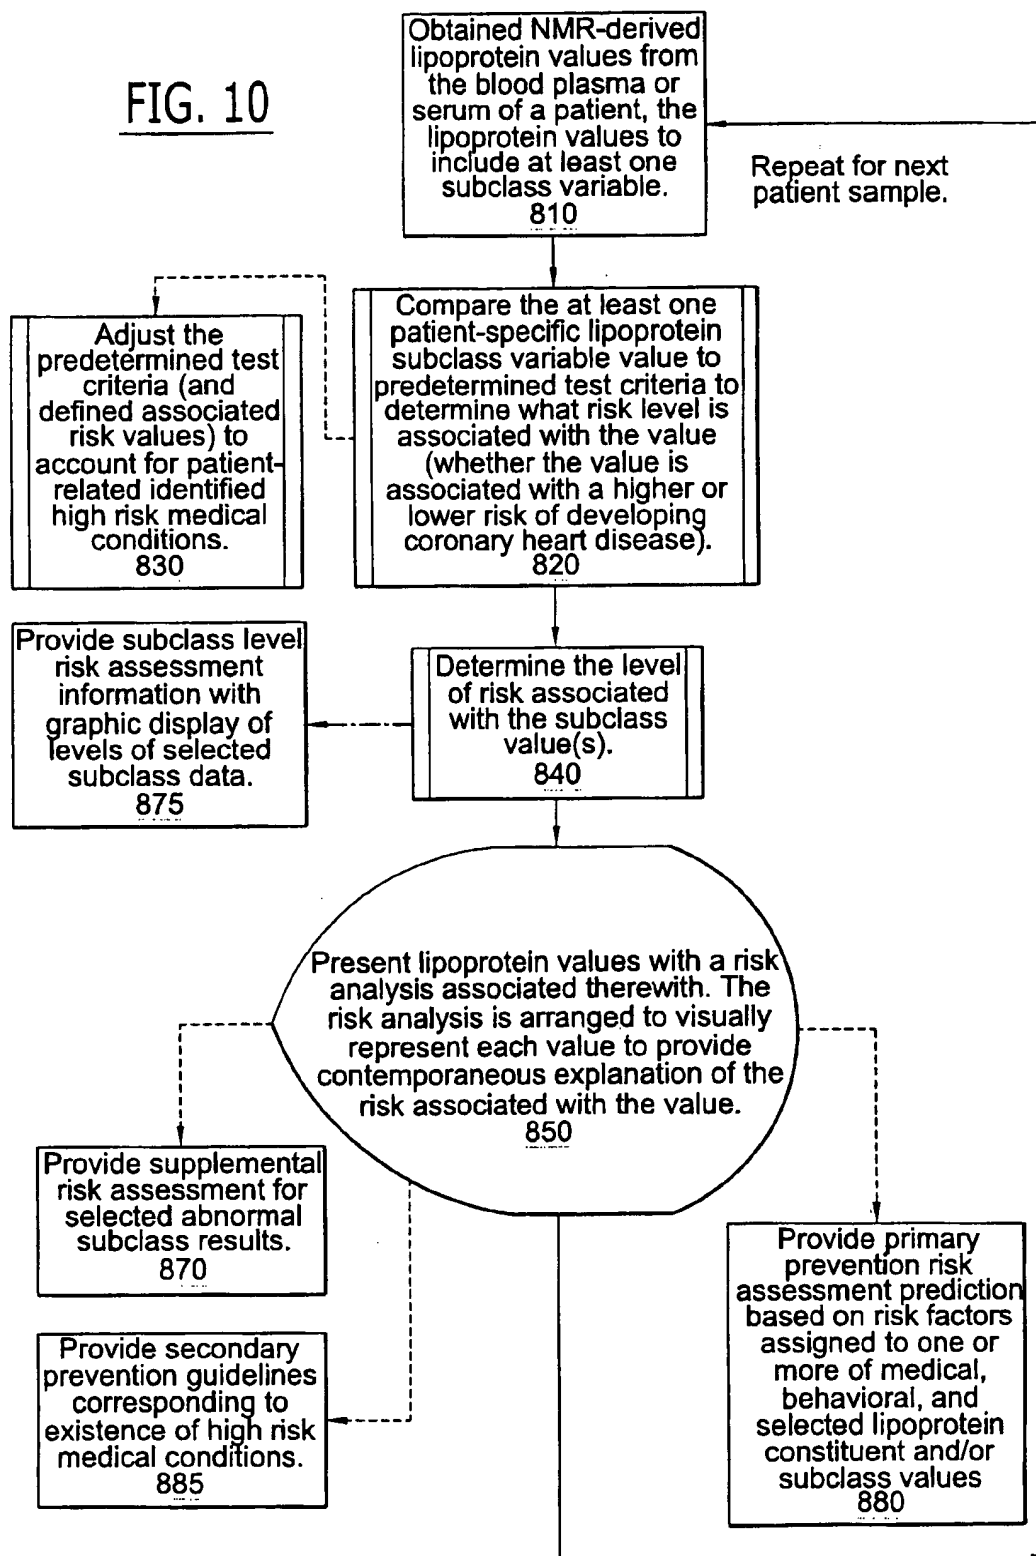 FIG. 10
Obtained NMR-derived
lipoprotein values from
the blood plasma or
serum of a patient, the
lipoprotein values to
include at least one
subclass variable.
810
Repeat for next
patient sample.
Adjust the
predetermined test
criteria (and
defined associated
risk values) to
account for patient-
related identified
high risk medical
conditions.
830
Compare the at least one
patient-specific lipoprotein
subclass variable value to
predetermined test criteria to
determine what risk level is
associated with the value
(whether the value is
associated with a higher or
lower risk of developing
coronary heart disease).
820
Provide subclass level
risk assessment
information with
graphic display of
levels of selected
subclass data.
875
Determine the level
of risk associated
with the subclass
value(s).
840
Present lipoprotein values with a risk
analysis associated therewith. The
risk analysis is arranged to visually
represent each value to provide
contemporaneous explanation of the
risk associated with the value.
850
Provide supplemental
risk assessment for
selected abnormal
subclass results.
870
Provide secondary
prevention guidelines
corresponding to
existence of high risk
medical conditions.
885
Provide primary
prevention risk
assessment prediction
based on risk factors
assigned to one or
more of medical,
behavioral, and
selected lipoprotein
constituent and/or
subclass values
880